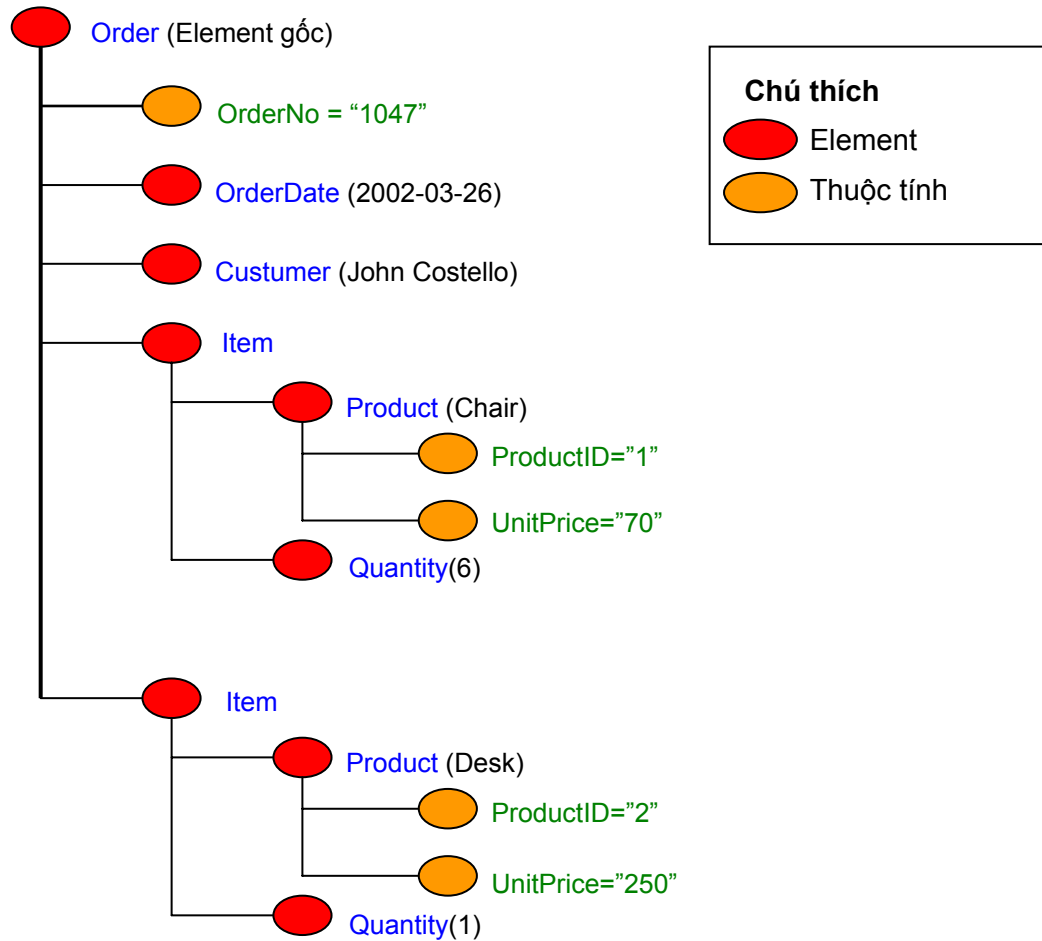 Order (Element gốc)
OrderNo = “1047”
OrderDate (2002-03-26)
Custumer (John Costello)
Item
Product (Chair)
ProductID=”1”
UnitPrice=”70”
Quantity(6)
Item
Product (Desk)
ProductID=”2”
UnitPrice=”250”
Quantity(1)
Chú thích
Element
Thuộc tính